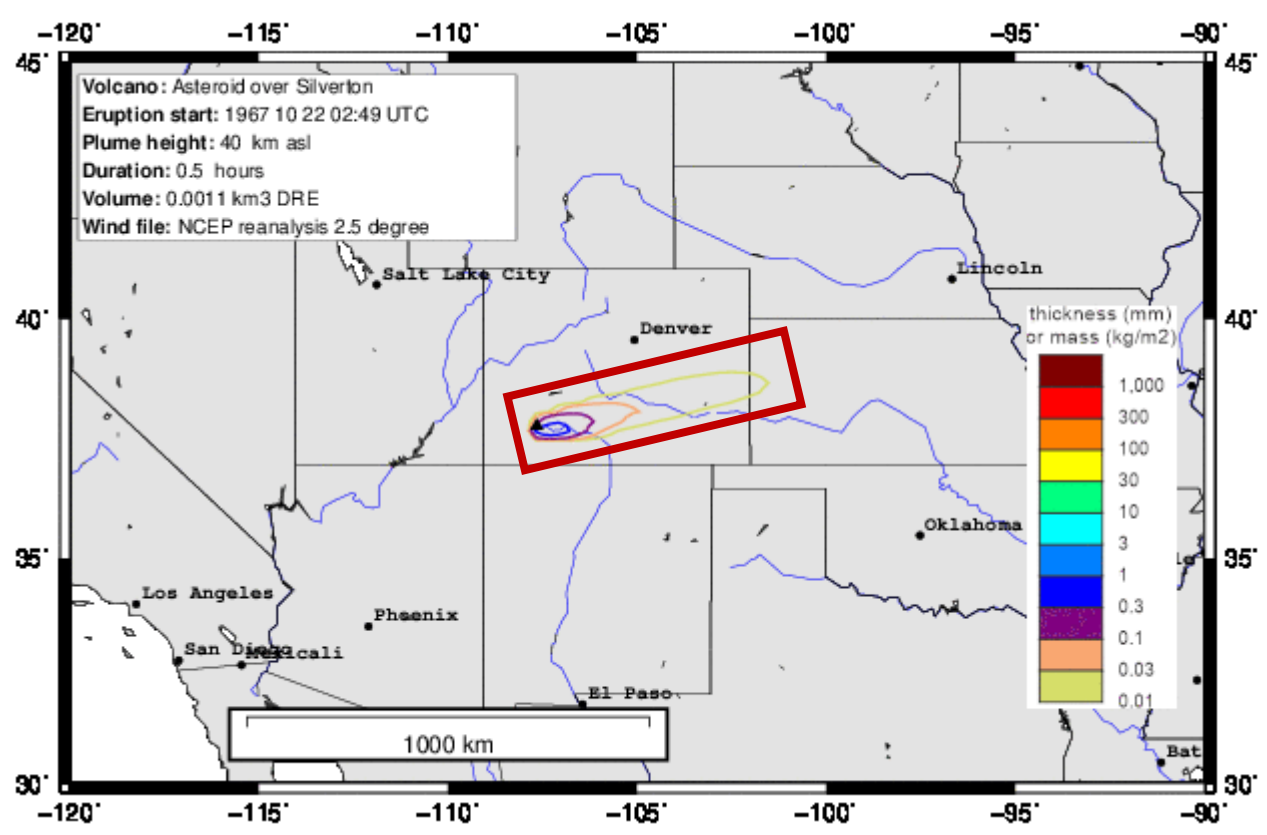 -120° -115° -110° -105° -100° -95° -90°
45° 45°
Volcano: Asteroid over Silverton
Eruption start: 1967 10 22 02:49 UTC
Plume height: 40 km asl
Duration: 0.5 hours
Volume: 0.0011 km3 DRE
Wind file: NCEP reanalysis 2.5 degree
Salt Lake City
Lincoln
40° 40°
thickness (mm)
or mass (kg/m2)
Denver
1,000
300
100
30
10
3
1
0.3
0.1
0.03
0.01
Oklahoma
35° 35°
Los Angeles
Phoenix
San Diego
Mexicali
El Paso
1000 km
Bat
30° 30°
-120° -115° -110° -105° -100° -95° -90°